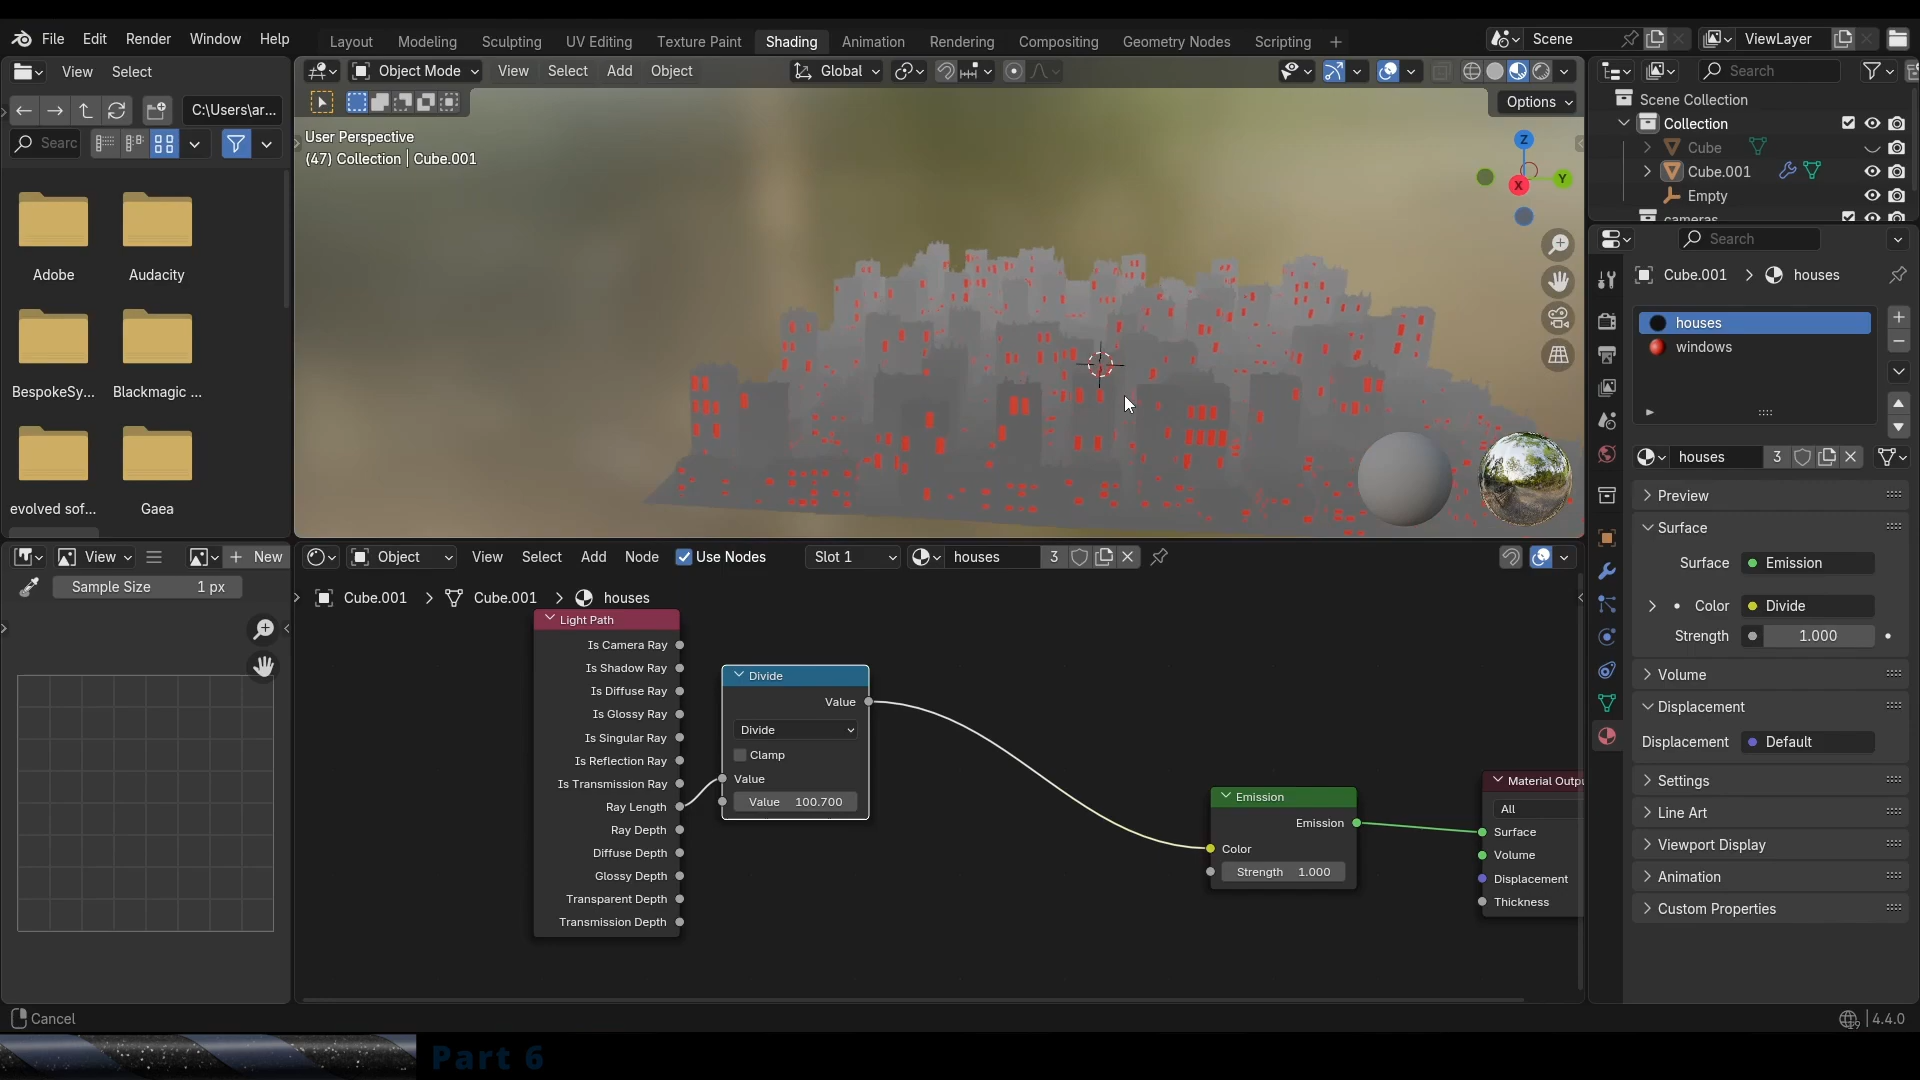 File Edit Render Window Help
Layout Modeling Sculpting UV Editing Texture Paint Shading Animation Rendering Compositing Geometry Nodes Scripting +
Scene
ViewLayer
View Select
C:\Users\ar...
Searc
Adobe Audacity
BespokeSy... Blackmagic ...
evolved sof... Gaea
Object Mode View Select Add Object
Global
Options
User Perspective
(47) Collection | Cube.001
Z
Y
X
Search
Scene Collection
Collection
Cube
Cube.001
Empty
cameras
Search
Cube.001 > houses
houses
windows
houses 3
Preview
Surface
Surface Emission
Color Divide
Strength 1.000
Volume
Displacement
Displacement Default
Settings
Line Art
Viewport Display
Animation
Custom Properties
View + New
Sample Size 1 px
Object View Select Add Node Use Nodes Slot 1 houses 3
Cube.001 > Cube.001 > houses
Light Path
Is Camera Ray
Is Shadow Ray
Is Diffuse Ray
Is Glossy Ray
Is Singular Ray
Is Reflection Ray
Is Transmission Ray
Ray Length
Ray Depth
Diffuse Depth
Glossy Depth
Transparent Depth
Transmission Depth
Divide
Value
Divide
Clamp
Value
Value 100.700
Emission
Emission
Color
Strength 1.000
Material Outpu
All
Surface
Volume
Displacement
Thickness
Cancel
4.4.0
Part 6